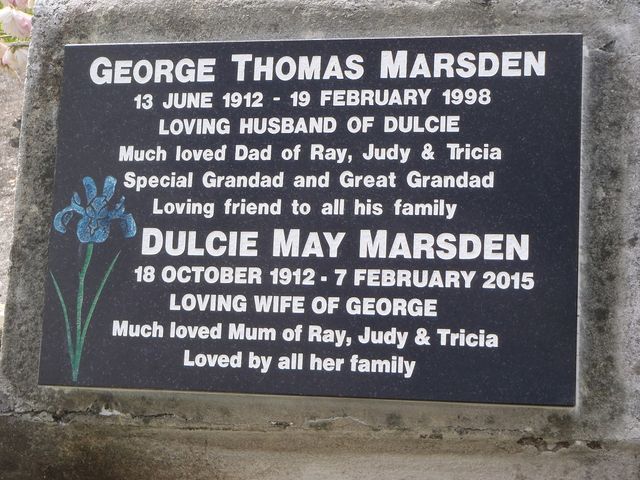 GEORGE THOMAS MARSDEN
13 JUNE 1912 - 19 FEBRUARY 1998
LOVING HUSBAND OF DULCIE
Much loved Dad of Ray, Judy & Tricia
Special Grandad and Great Grandad
Loving friend to all his family
DULCIE MAY MARSDEN
18 OCTOBER 1912 - 7 FEBRUARY 2015
LOVING WIFE OF GEORGE
Much loved Mum of Ray, Judy & Tricia
Loved by all her family